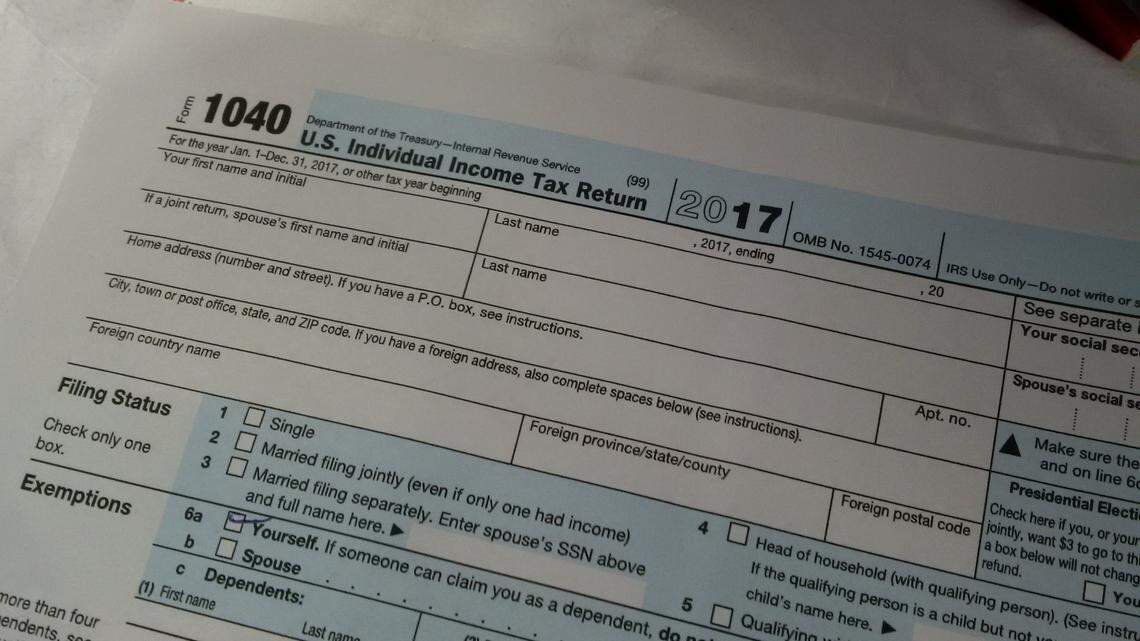 Form 1040
Department of the Treasury—Internal Revenue Service
U.S. Individual Income Tax Return
(99)
2017
OMB No. 1545-0074
IRS Use Only—Do not write or
For the year Jan. 1–Dec. 31, 2017, or other tax year beginning
, 2017, ending
, 20
See separate
Your first name and initial
Last name
Your social
If a joint return, spouse's first name and initial
Last name
Spouse's social
Home address (number and street). If you have a P.O. box, see instructions.
Apt. no.
Make sure the
and on line
City, town or post office, state, and ZIP code. If you have a foreign address, also complete spaces below (see instructions).
Presidential
Foreign country name
Foreign province/state/county
Foreign postal code
Check here if you, or your
jointly, want $3 to go to
a box below will not
refund.
Filing Status
Check only one
box.
1 Single
2 Married filing jointly (even if only one had income)
3 Married filing separately. Enter spouse's SSN above
and full name here. ▶
4 Head of household (with qualifying person). (See
If the qualifying person is a child but not
child's name here. ▶
5 Qualifying
Exemptions
6a Yourself. If someone can claim you as a dependent, do
b Spouse
c Dependents:
(1) First name
Last name
more than four